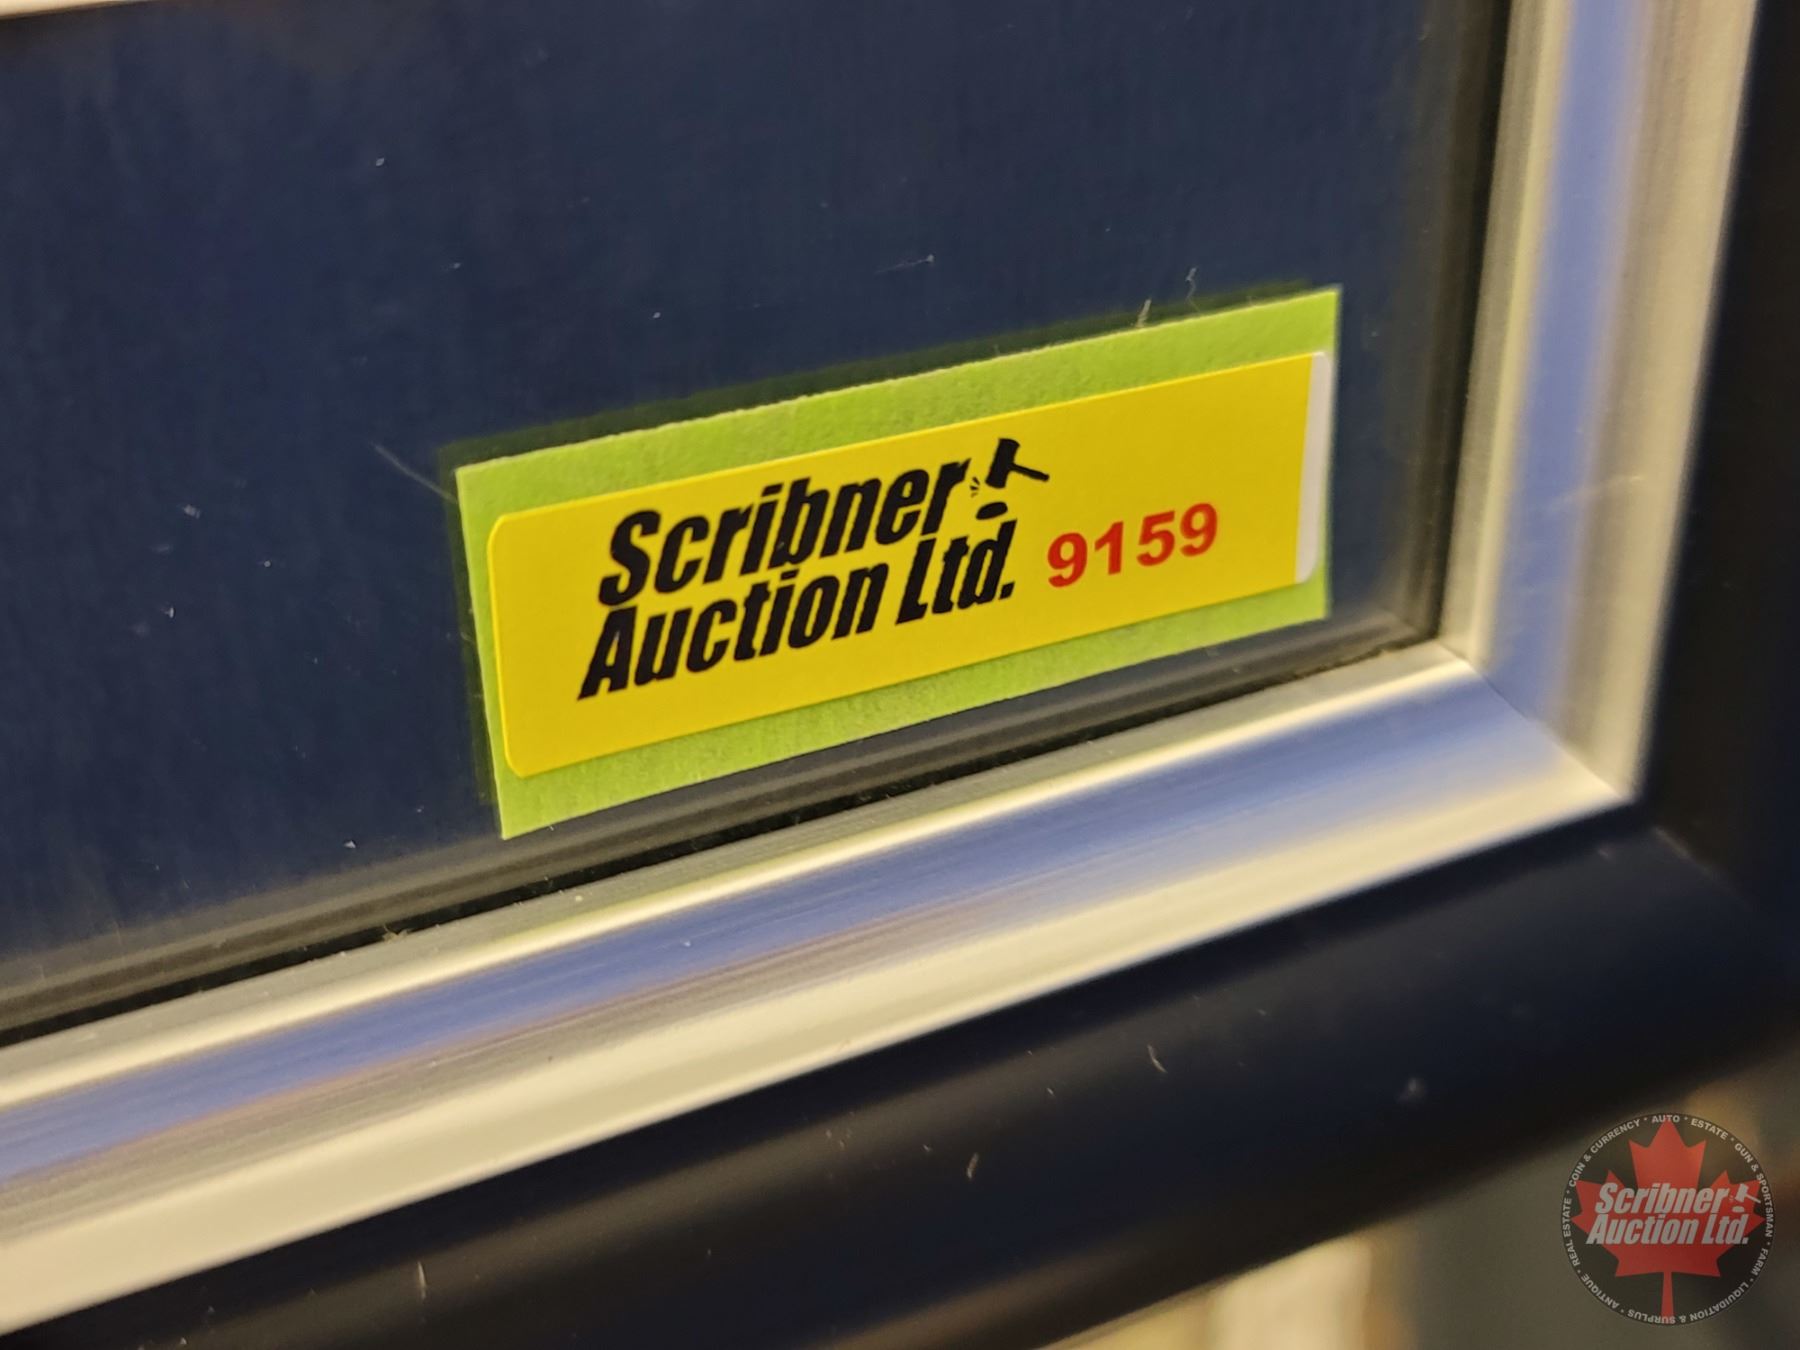 Scribner
Auction Ltd. 9159
COIN & CURRENCY • AUTO • ESTATE • GUN & SPORTSMAN • FARM • LIQUIDATION & SURPLUS • ANTIQUE • REAL ESTATE •
Scribner
Auction Ltd.